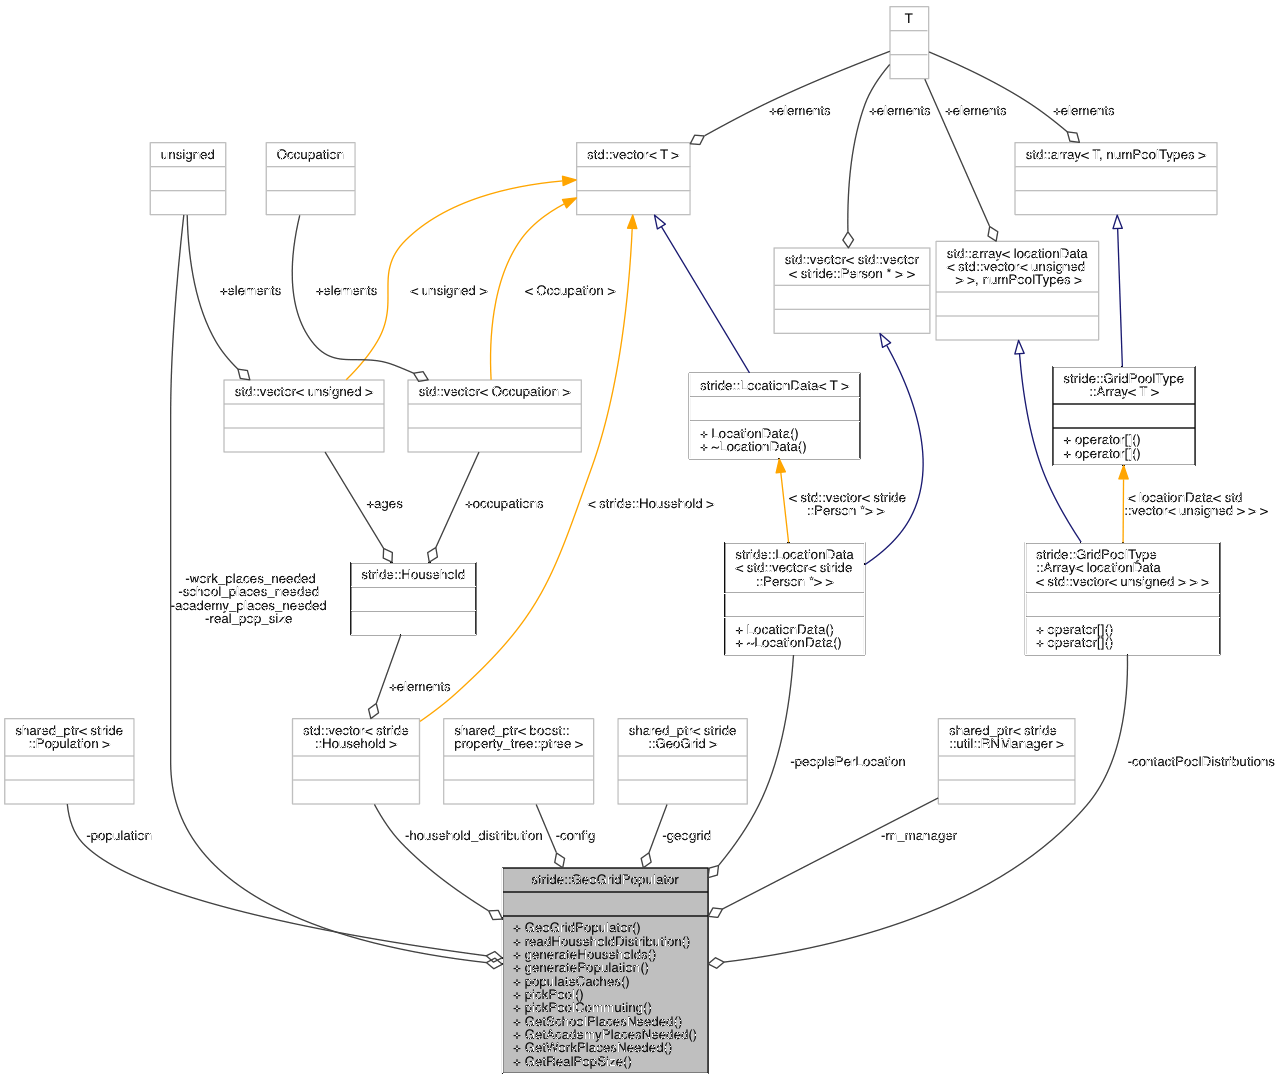 T
+elements
+elements
+elements
+elements
unsigned
Occupation
std::vector< T >
std::array< T, numPoolTypes >
std::vector< std::vector
< stride::Person * > >
std::array< locationData
< std::vector< unsigned
> >, numPoolTypes >
+elements
+elements
< unsigned >
< Occupation >
std::vector< unsigned >
std::vector< Occupation >
stride::LocationData< T >
+ LocationData()
+ ~LocationData()
stride::GridPoolType
::Array< T >
+ operator[]()
+ operator[]()
+ages
+occupations
< stride::Household >
< std::vector< stride
::Person *> >
< locationData< std
::vector< unsigned > > >
-work_places_needed
-school_places_needed
-academy_places_needed
-real_pop_size
stride::Household
stride::LocationData
< std::vector< stride
::Person *> >
+ LocationData()
+ ~LocationData()
stride::GridPoolType
::Array< locationData
< std::vector< unsigned > > >
+ operator[]()
+ operator[]()
+elements
shared_ptr< stride
::Population >
std::vector< stride
::Household >
shared_ptr< boost::
property_tree::ptree >
shared_ptr< stride
::GeoGrid >
-peoplePerLocation
shared_ptr< stride
::util::RNManager >
-contactPoolDistributions
-population
-household_distribution
-config
-geogrid
-rn_manager
stride::GeoGridPopulator
+ GeoGridPopulator()
+ readHouseholdDistribution()
+ generateHouseholds()
+ generatePopulation()
+ populateCaches()
+ pickPool()
+ pickPoolCommuting()
+ GetSchoolPlacesNeeded()
+ GetAcademyPlacesNeeded()
+ GetWorkPlacesNeeded()
+ GetRealPopSize()